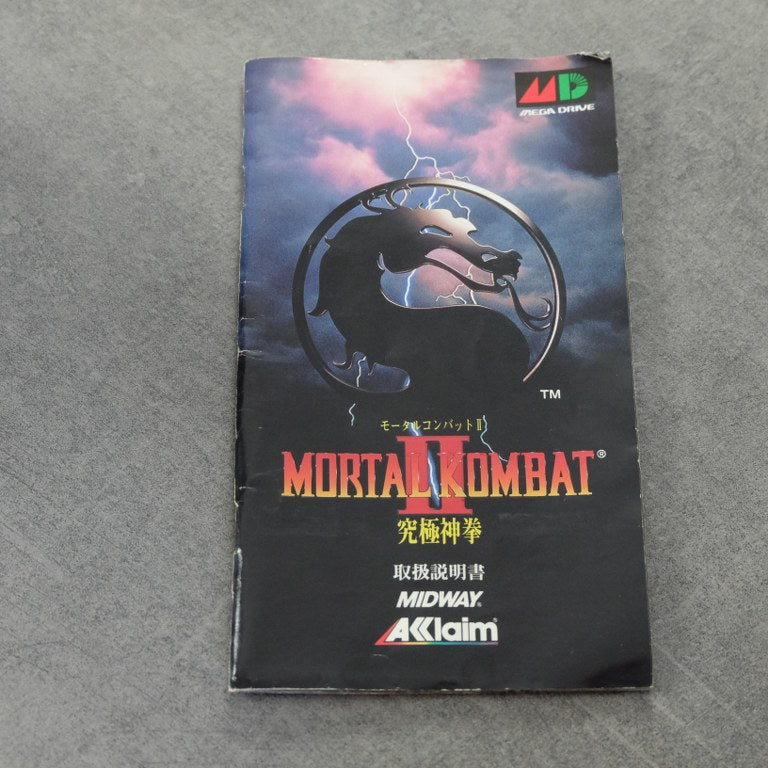 MD
MEGA DRIVE
TM
モータルコンバットⅡ
II
MORTAL KOMBAT®
究極神拳
取扱説明書
MIDWAY®
AKKlaim